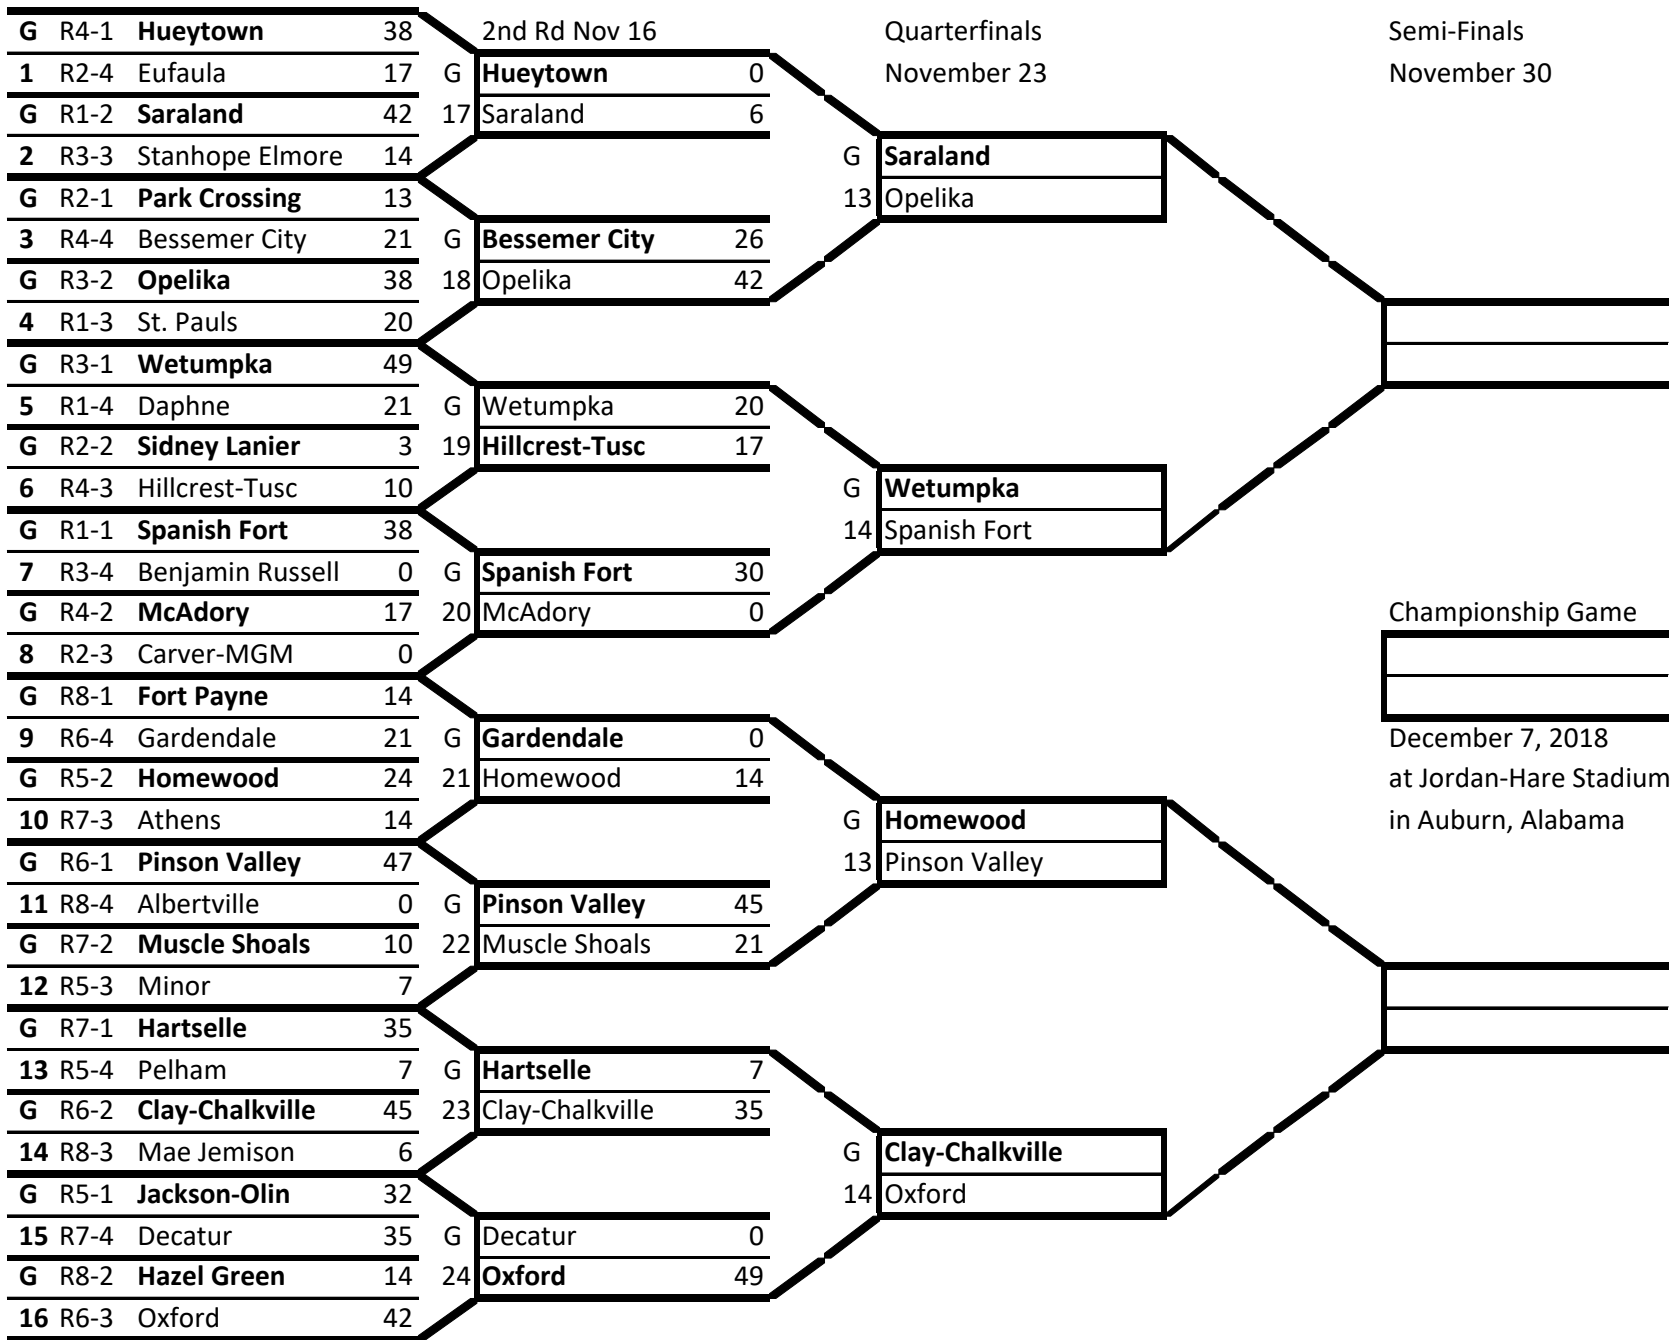 G R4-1 Hueytown 38
1 R2-4 Eufaula 17
G R1-2 Saraland 42
2 R3-3 Stanhope Elmore 14
G R2-1 Park Crossing 13
3 R4-4 Bessemer City 21
G R3-2 Opelika 38
4 R1-3 St. Pauls 20
G R3-1 Wetumpka 49
5 R1-4 Daphne 21
G R2-2 Sidney Lanier 3
6 R4-3 Hillcrest-Tusc 10
G R1-1 Spanish Fort 38
7 R3-4 Benjamin Russell 0
G R4-2 McAdory 17
8 R2-3 Carver-MGM 0
G R8-1 Fort Payne 14
9 R6-4 Gardendale 21
G R5-2 Homewood 24
10 R7-3 Athens 14
G R6-1 Pinson Valley 47
11 R8-4 Albertville 0
G R7-2 Muscle Shoals 10
12 R5-3 Minor 7
G R7-1 Hartselle 35
13 R5-4 Pelham 7
G R6-2 Clay-Chalkville 45
14 R8-3 Mae Jemison 6
G R5-1 Jackson-Olin 32
15 R7-4 Decatur 35
G R8-2 Hazel Green 14
16 R6-3 Oxford 42
2nd Rd Nov 16
G Hueytown 0
17 Saraland 6
G Bessemer City 26
18 Opelika 42
G Wetumpka 20
19 Hillcrest-Tusc 17
G Spanish Fort 30
20 McAdory 0
G Gardendale 0
21 Homewood 14
G Pinson Valley 45
22 Muscle Shoals 21
G Hartselle 7
23 Clay-Chalkville 35
G Decatur 0
24 Oxford 49
Quarterfinals
November 23
G Saraland
13 Opelika
G Wetumpka
14 Spanish Fort
G Homewood
13 Pinson Valley
G Clay-Chalkville
14 Oxford
Semi-Finals
November 30
Championship Game
December 7, 2018
at Jordan-Hare Stadium
in Auburn, Alabama